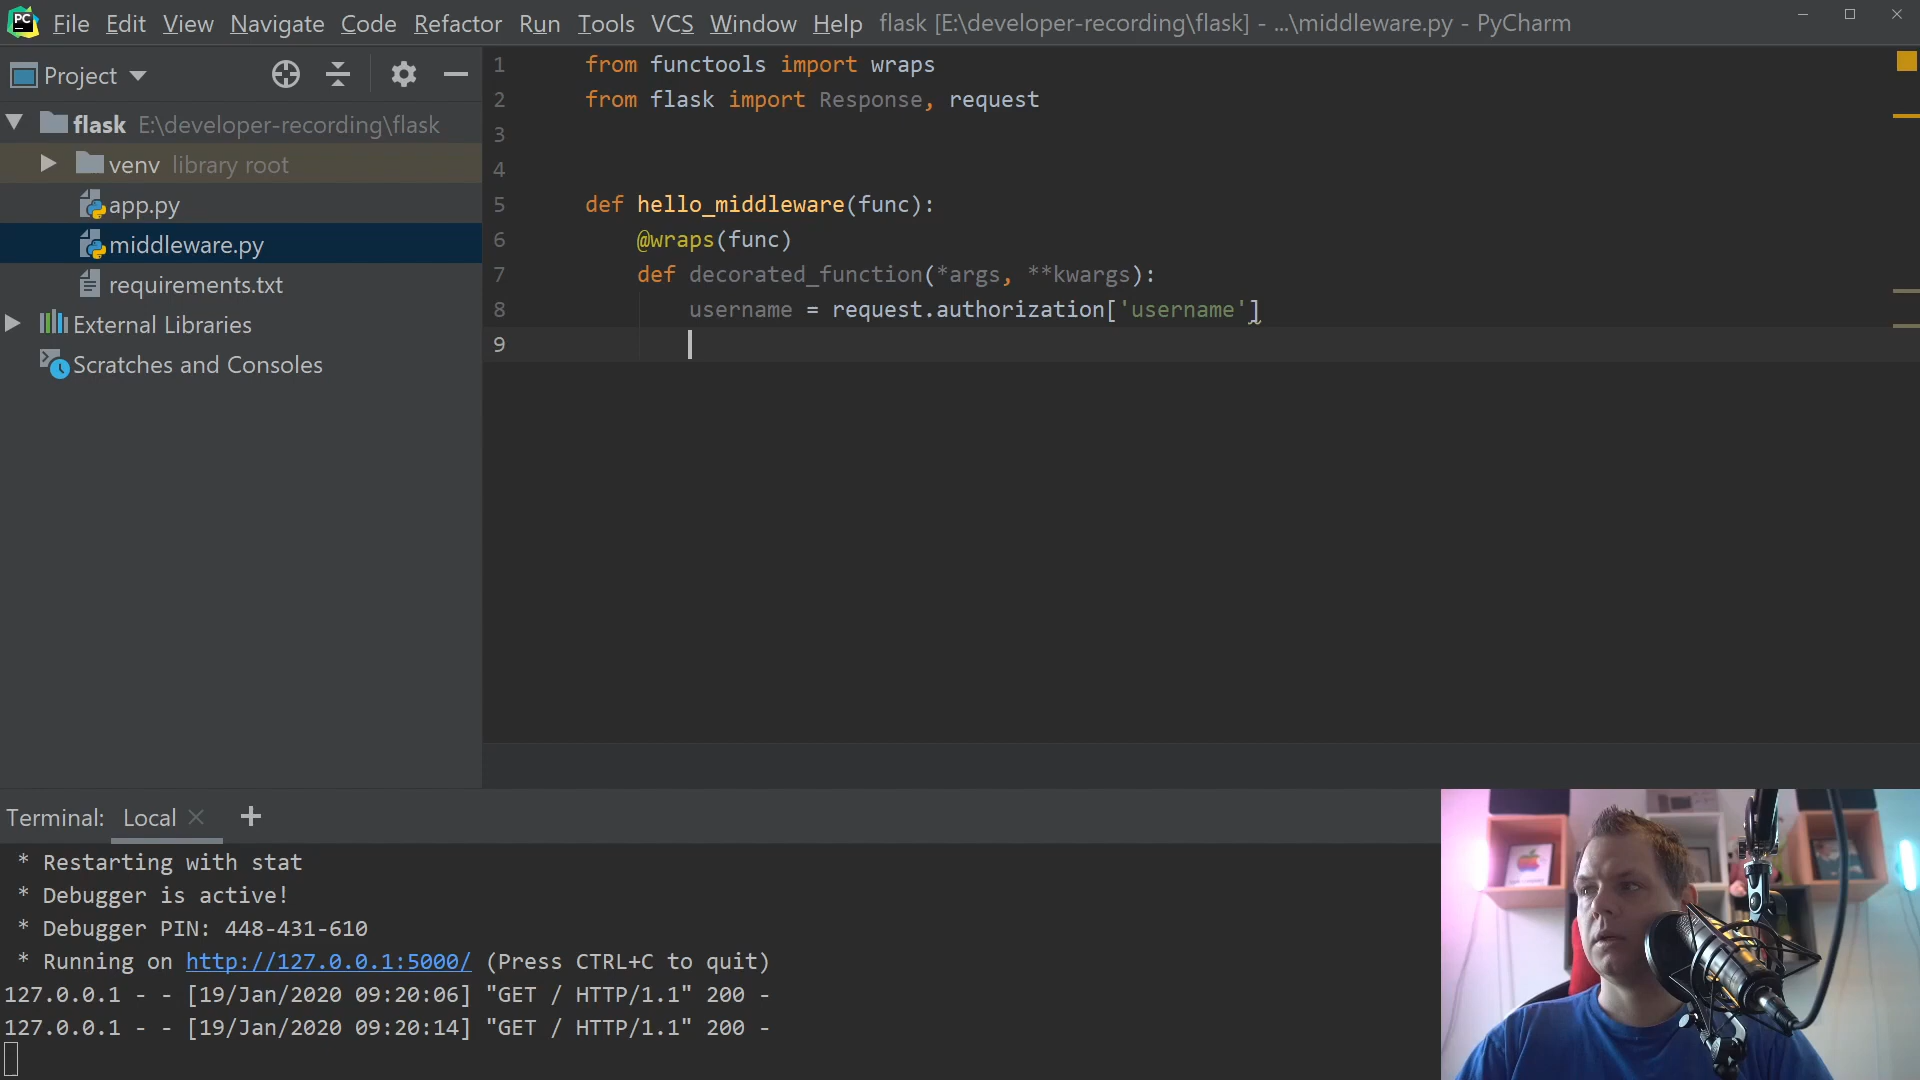 PC File Edit View Navigate Code Refactor Run Tools VCS Window Help flask [E:\developer-recording\flask] - ...\middleware.py - PyCharm
Project
flask E:\developer-recording\flask
venv library root
app.py
middleware.py
requirements.txt
External Libraries
Scratches and Consoles
1 from functools import wraps
2 from flask import Response, request
3
4
5 def hello_middleware(func):
6 @wraps(func)
7 def decorated_function(*args, **kwargs):
8 username = request.authorization['username']
9
Terminal: Local
* Restarting with stat
* Debugger is active!
* Debugger PIN: 448-431-610
* Running on http://127.0.0.1:5000/ (Press CTRL+C to quit)
127.0.0.1 - - [19/Jan/2020 09:20:06] "GET / HTTP/1.1" 200 -
127.0.0.1 - - [19/Jan/2020 09:20:14] "GET / HTTP/1.1" 200 -